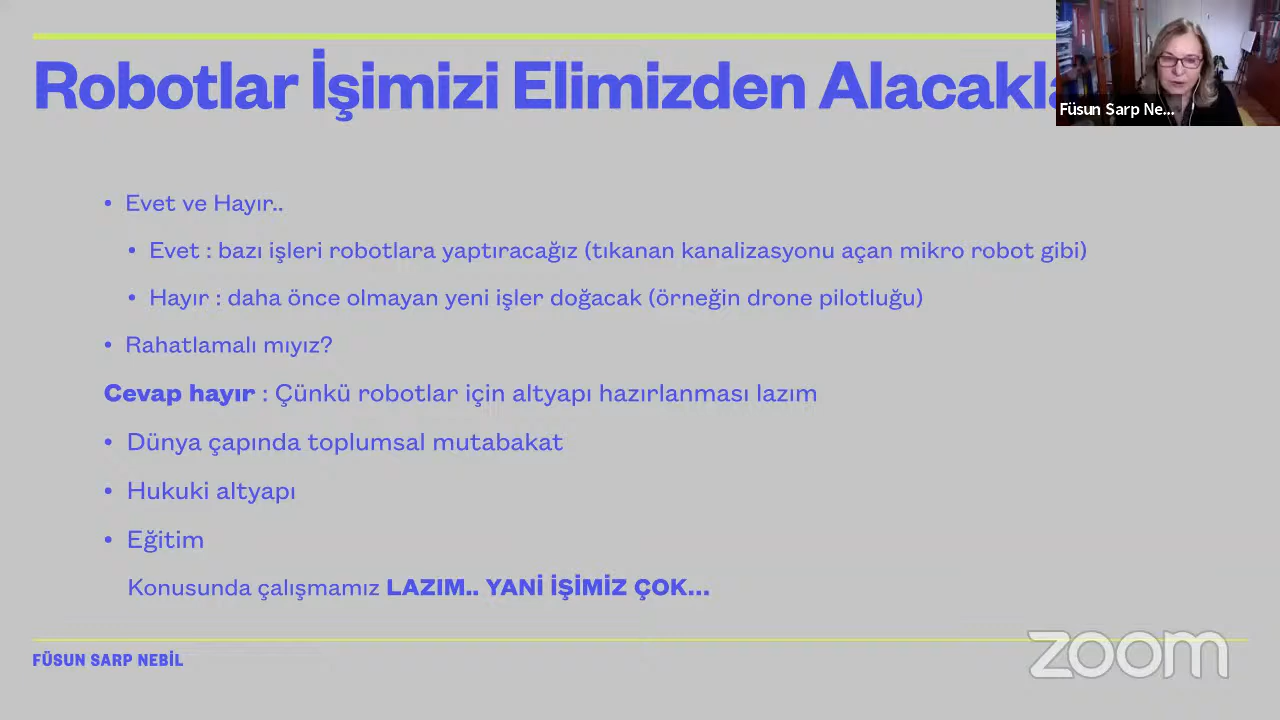 Robotlar İşimizi Elimizden
Füsun Sarp Ne...
• Evet ve Hayır..
• Evet : bazı işleri robotlara yaptıracağız (tıkanan kanalizasyonu açan mikro robot gibi)
• Hayır : daha önce olmayan yeni işler doğacak (örneğin drone pilotluğu)
• Rahatlamalı mıyız?
Cevap hayır : Çünkü robotlar için altyapı hazırlanması lazım
• Dünya çapında toplumsal mutabakat
• Hukuki altyapı
• Eğitim
Konusunda çalışmamız LAZIM.. YANİ İŞİMİZ ÇOK...
FÜSUN SARP NEBİL
zoom